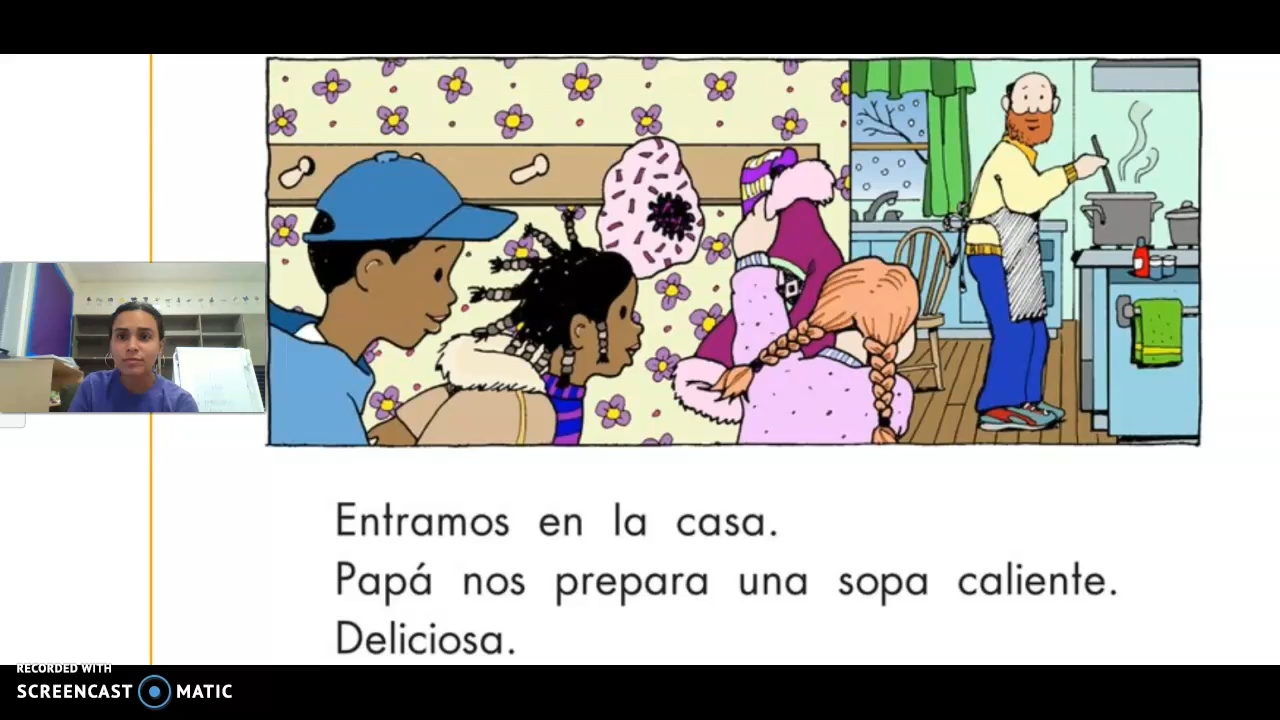 Entramos en la casa.
Papá nos prepara una sopa caliente.
Deliciosa.
RECORDED WITH
SCREENCAST MATIC